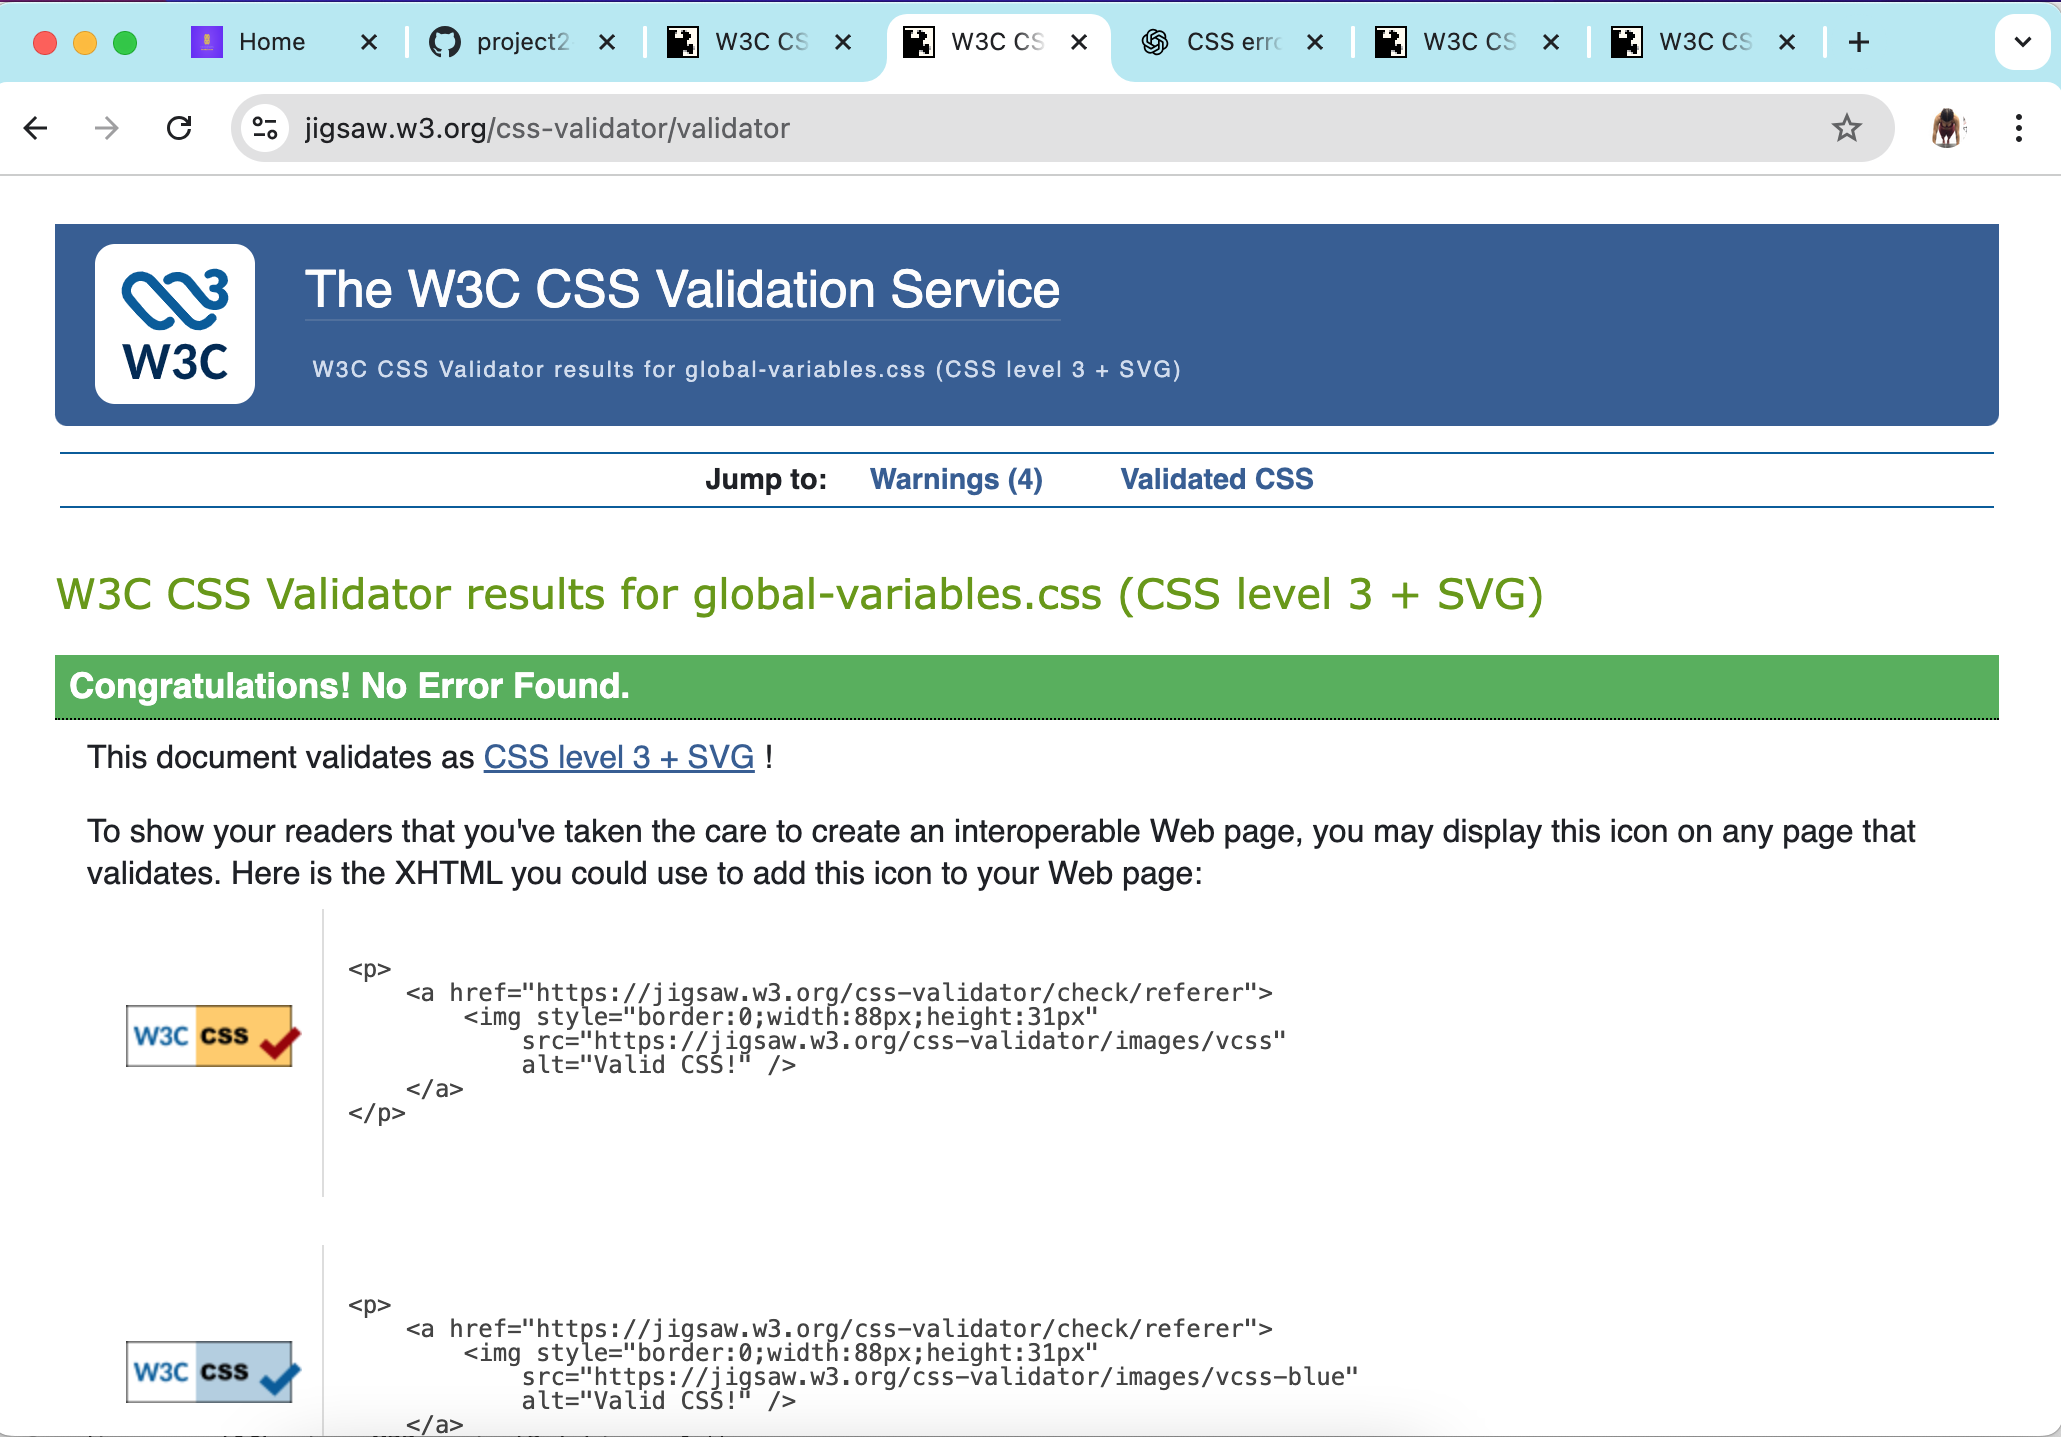 Home
project2
W3C CS
W3C CS
CSS erro
W3C CS
W3C CS
jigsaw.w3.org/css-validator/validator
W3C
The W3C CSS Validation Service
W3C CSS Validator results for global-variables.css (CSS level 3 + SVG)
Jump to: Warnings (4) Validated CSS
W3C CSS Validator results for global-variables.css (CSS level 3 + SVG)
Congratulations! No Error Found.
This document validates as CSS level 3 + SVG !
To show your readers that you've taken the care to create an interoperable Web page, you may display this icon on any page that
validates. Here is the XHTML you could use to add this icon to your Web page:
W3C CSS
<p>
<a href="https://jigsaw.w3.org/css-validator/check/referer">
<img style="border:0;width:88px;height:31px"
src="https://jigsaw.w3.org/css-validator/images/vcss"
alt="Valid CSS!" />
</a>
</p>
W3C CSS
<p>
<a href="https://jigsaw.w3.org/css-validator/check/referer">
<img style="border:0;width:88px;height:31px"
src="https://jigsaw.w3.org/css-validator/images/vcss-blue"
alt="Valid CSS!" />
</a>